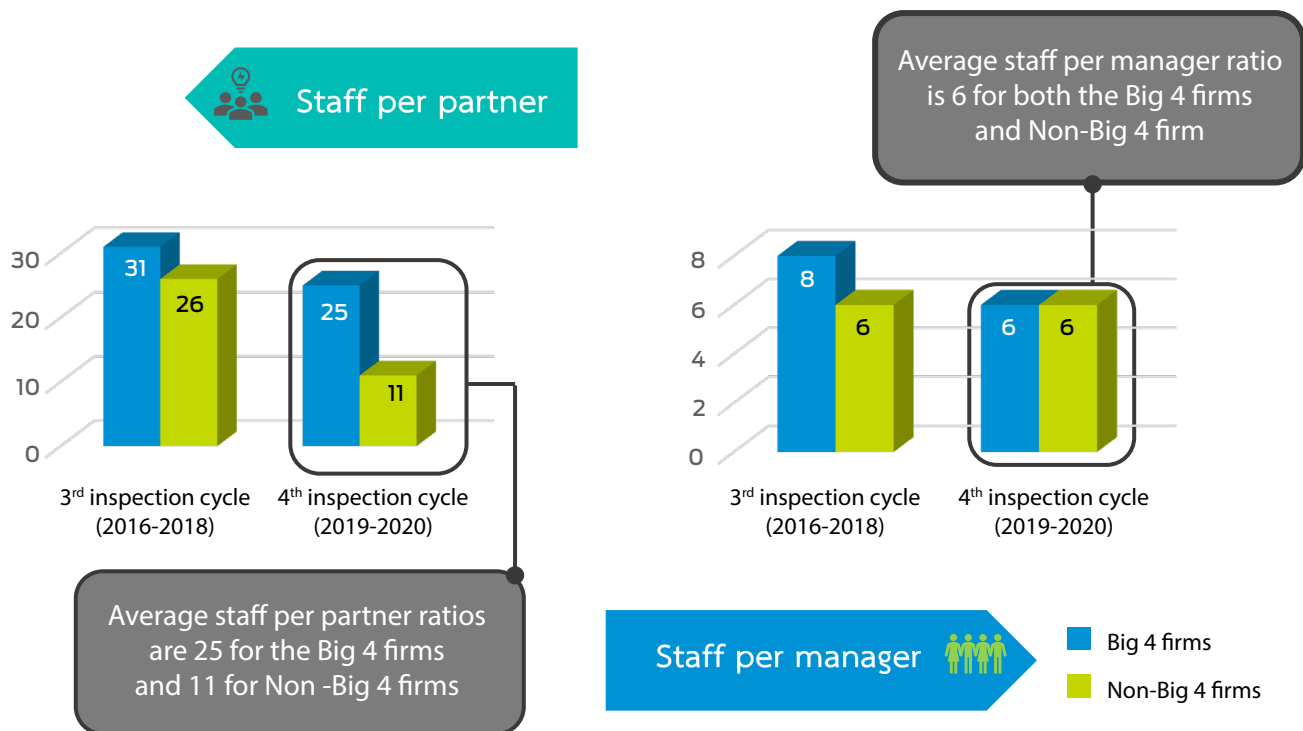 Staff per partner
Average staff per manager ratio
is 6 for both the Big 4 firms
and Non-Big 4 firm
30
20
10
0
31
26
25
11
3rd inspection cycle
(2016-2018)
4th inspection cycle
(2019-2020)
Average staff per partner ratios
are 25 for the Big 4 firms
and 11 for Non -Big 4 firms
8
6
4
2
0
8
6
6
6
3rd inspection cycle
(2016-2018)
4th inspection cycle
(2019-2020)
Staff per manager
Big 4 firms
Non-Big 4 firms